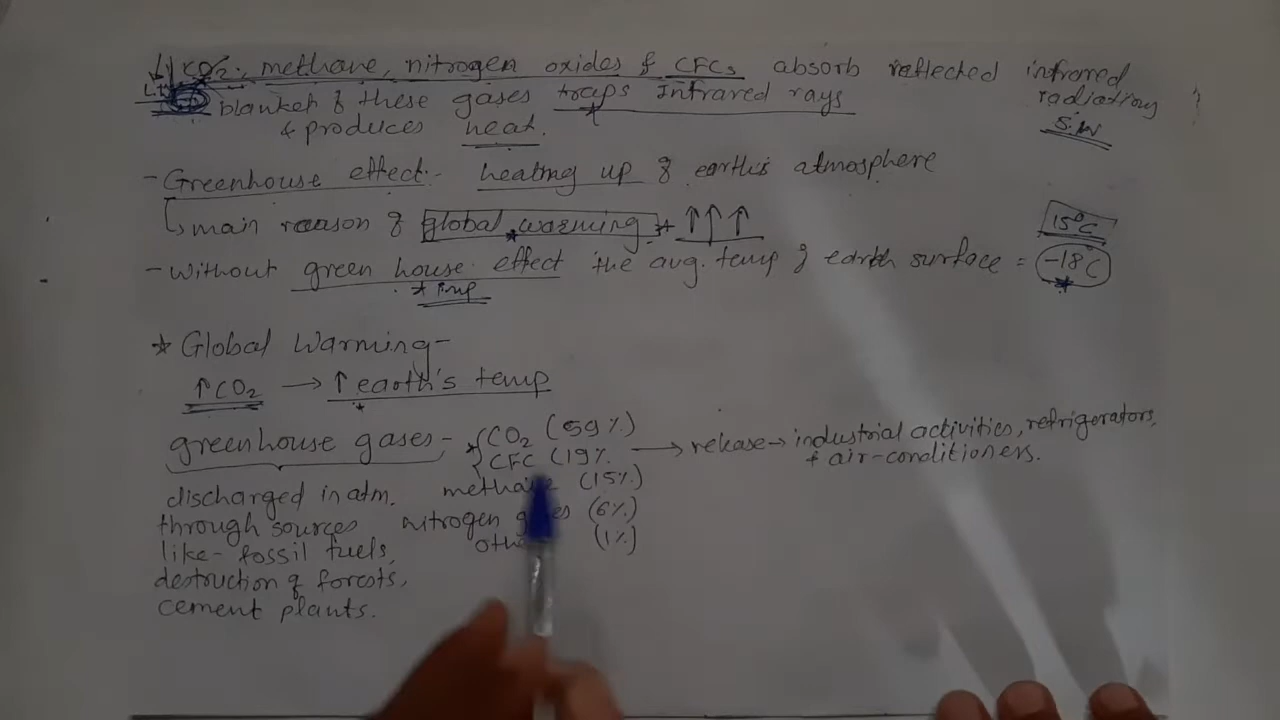 CO2, methane, nitrogen oxides & CFCs absorb reflected infrared radiations
blanket of these gases traps Infrared rays
& produces heat.
S.W
- Greenhouse effect - heating up of earth's atmosphere
main reason of global warming ↑↑↑
15°C
- without green house effect the avg. temp of earth surface = -18°C
* Imp
* Global Warming -
↑CO2 → ↑ earth's temp
greenhouse gases - CO2 (59%)
CFC (19%
→ release → industrial activities, refrigerators,
+ air-conditioners.
discharged in atm. methane (15%)
through sources nitrogen gases (6%)
like - fossil fuels, othe (1%)
destruction of forests,
cement plants.